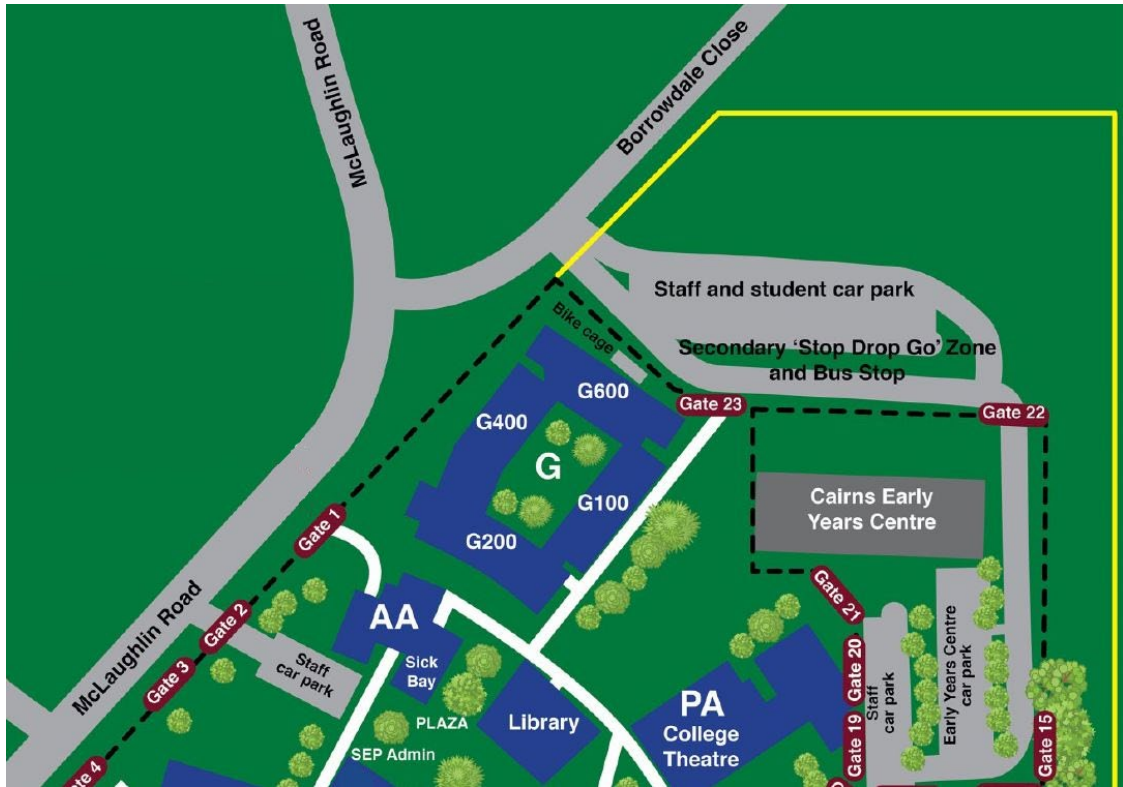 McLaughlin Road
Borrowdale Close
Staff and student car park
Bike cage
Secondary ‘Stop Drop Go’ Zone
and Bus Stop
G600
Gate 23
Gate 22
G400
G
G100
G200
Cairns Early
Years Centre
Gate 1
Gate 2
Gate 3
McLaughlin Road
Gate 4
AA
Staff
car park
Sick
Bay
PLAZA
SEP Admin
Library
PA
College
Theatre
Gate 21
Gate 20
Gate 19
Staff
car park
Early Years Centre
car park
Gate 15